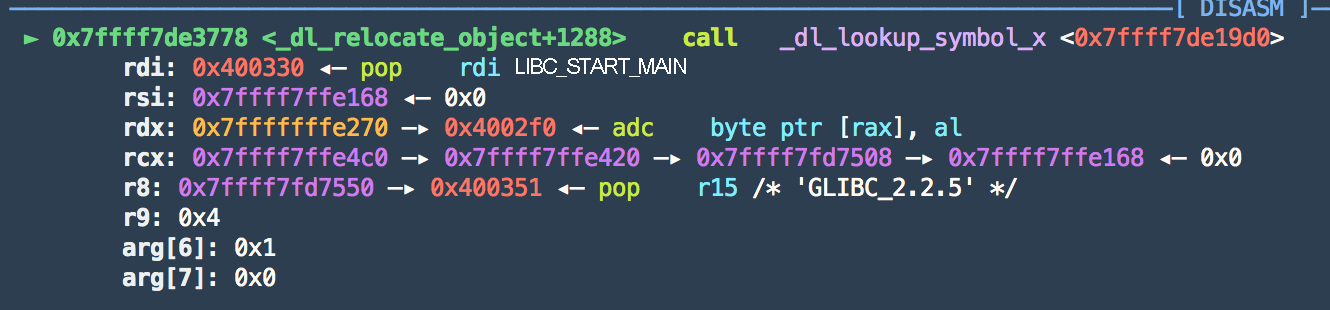 [ DISASM ]
► 0x7ffff7de3778 <_dl_relocate_object+1288> call _dl_lookup_symbol_x <0x7ffff7de19d0>
rdi: 0x400330 ◂— pop rdi LIBC_START_MAIN
rsi: 0x7ffff7ffe168 ◂— 0x0
rdx: 0x7fffffffe270 —▸ 0x4002f0 ◂— adc byte ptr [rax], al
rcx: 0x7ffff7ffe4c0 —▸ 0x7ffff7ffe420 —▸ 0x7ffff7fd7508 —▸ 0x7ffff7ffe168 ◂— 0x0
r8: 0x7ffff7fd7550 —▸ 0x400351 ◂— pop r15 /* 'GLIBC_2.2.5' */
r9: 0x4
arg[6]: 0x1
arg[7]: 0x0